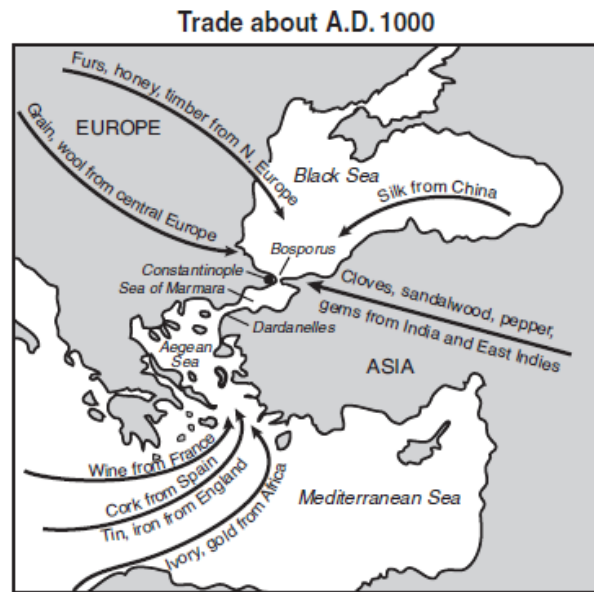 Trade about A.D. 1000
Furs, honey, timber from N. Europe
Grain, wool from central Europe
EUROPE
Black Sea
Silk from China
Bosporus
Constantinople
Sea of Marmara
Cloves, sandalwood, pepper,
gems from India and East Indies
Dardanelles
Aegean
Sea
ASIA
Wine from France
Cork from Spain
Tin, iron from England
Ivory, gold from Africa
Mediterranean Sea